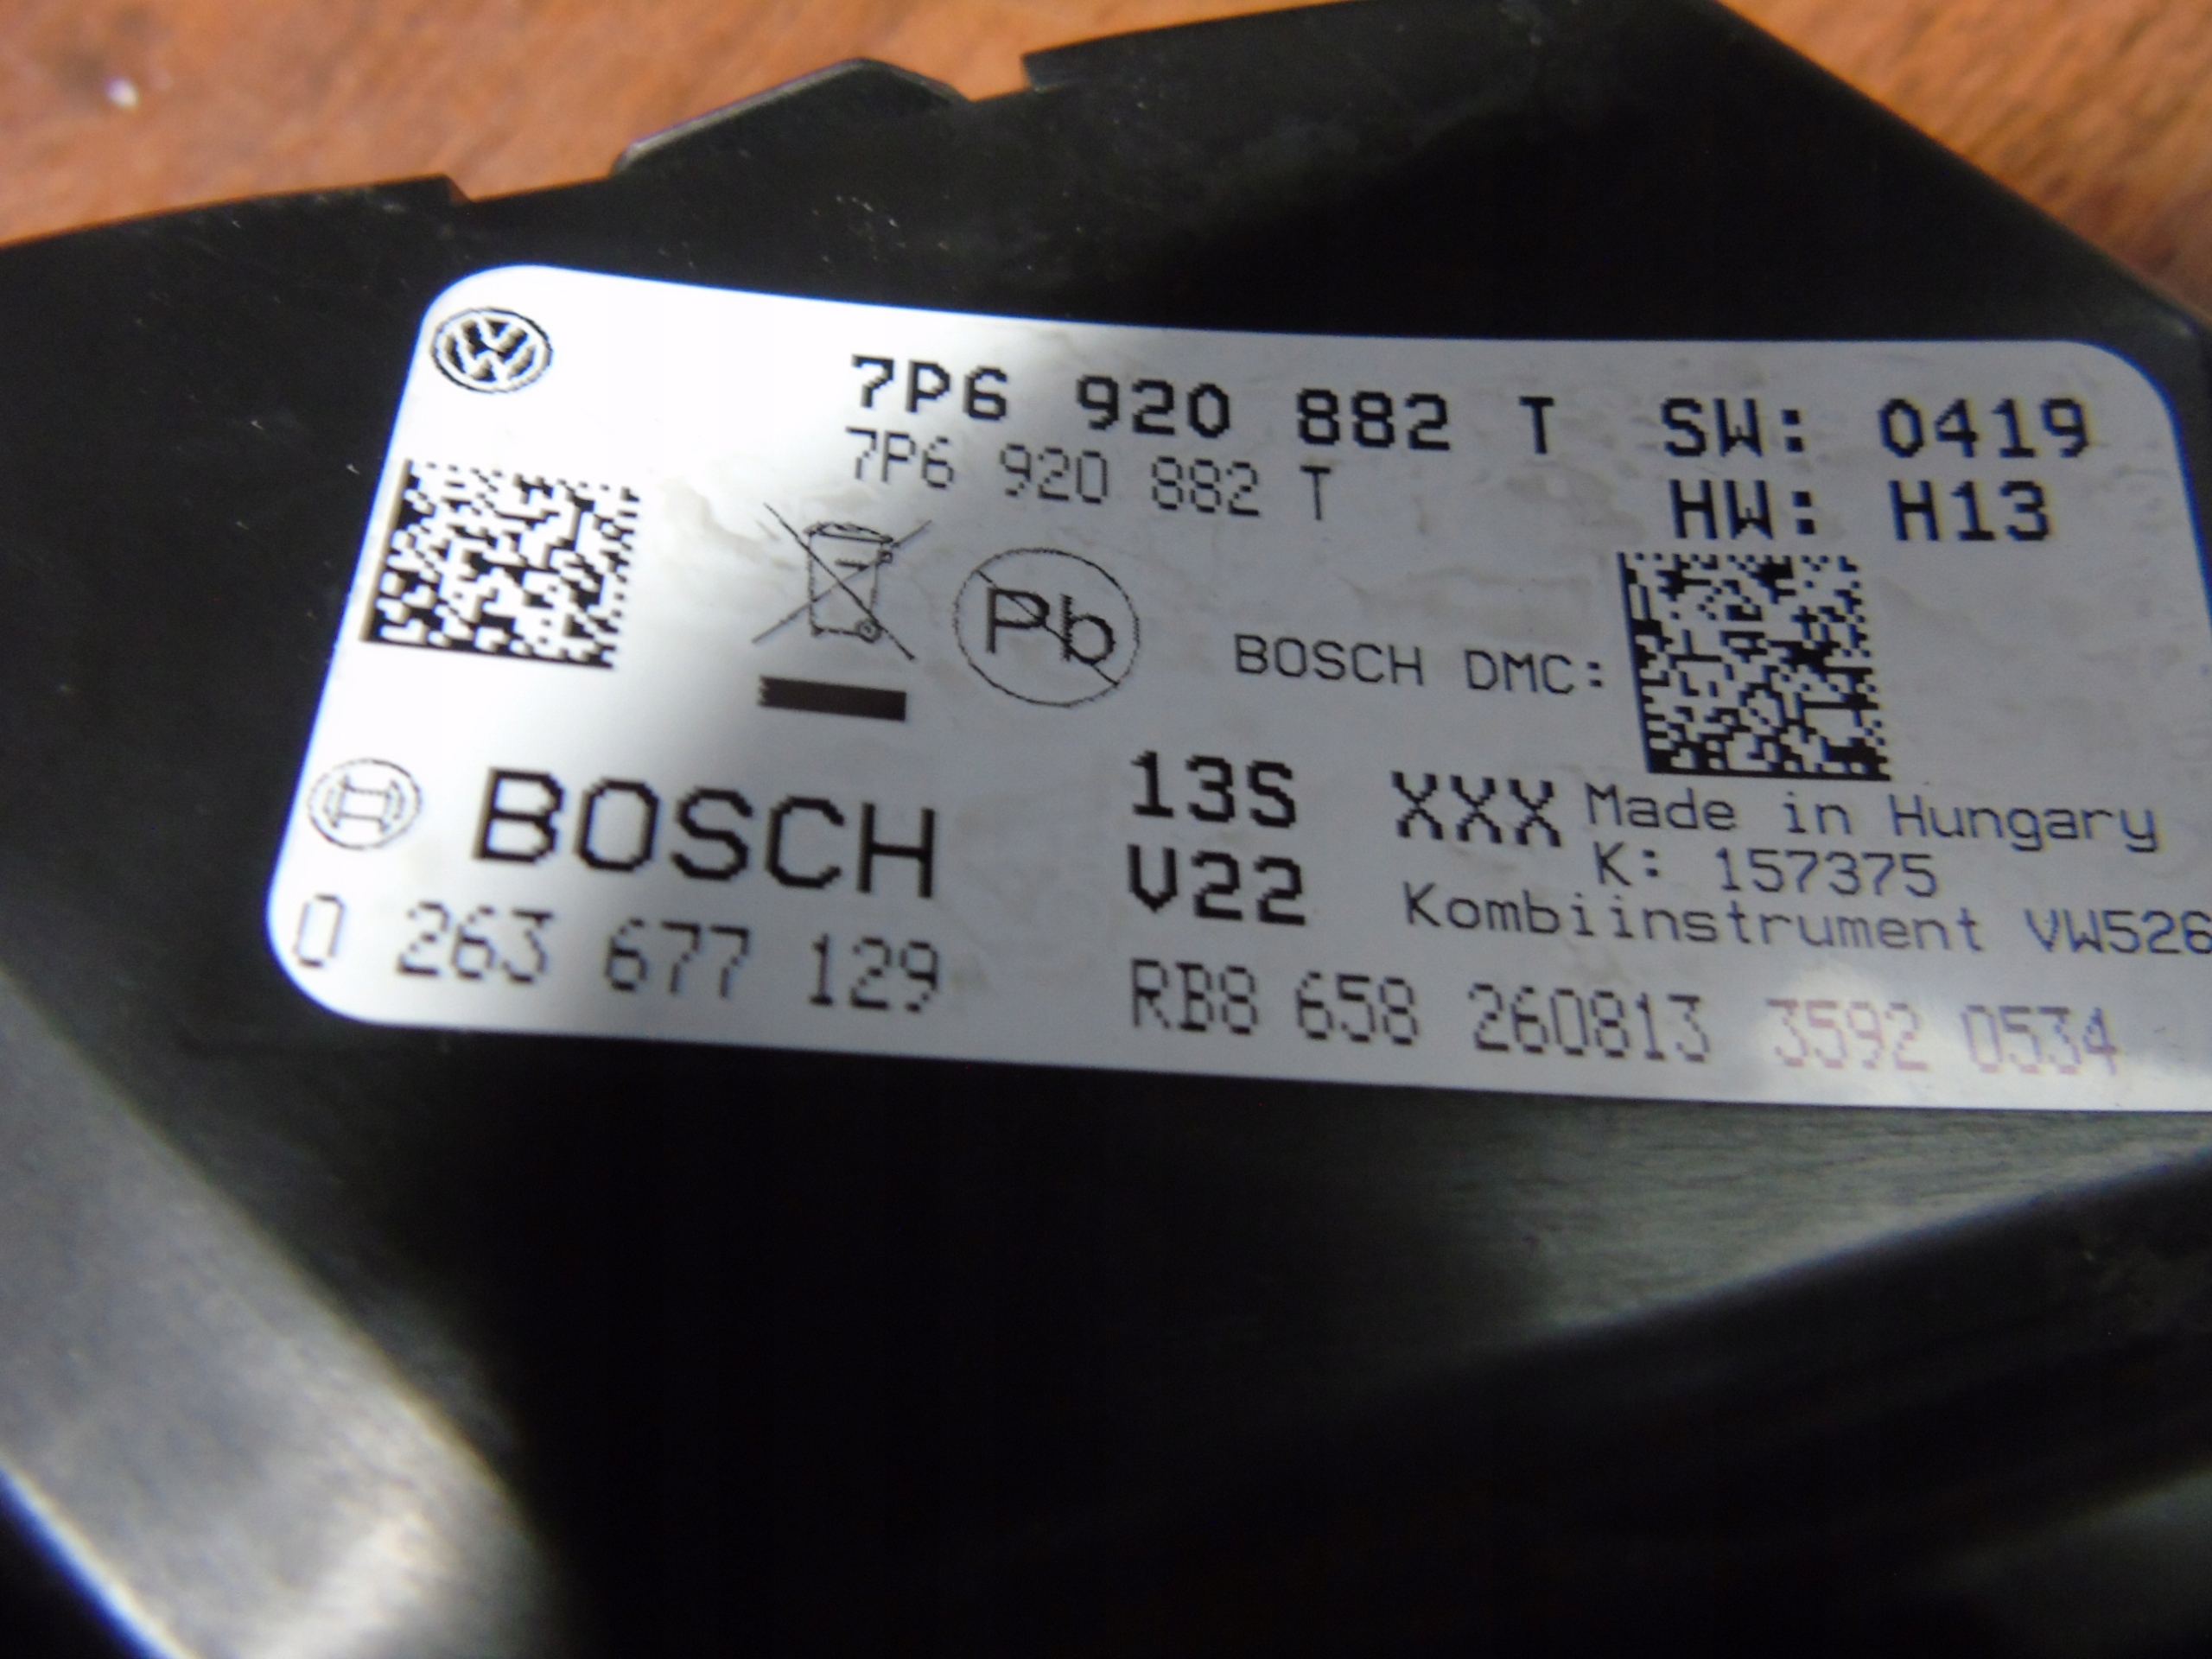 7P6 920 882 T SW: 0419
7P6 920 882 T HW: H13
Pb
BOSCH DMC:
BOSCH 13S XXX Made in Hungary
V22 K: 157375
Kombiinstrument VW526
0 263 677 129 RB8 658 260813 3592 0534